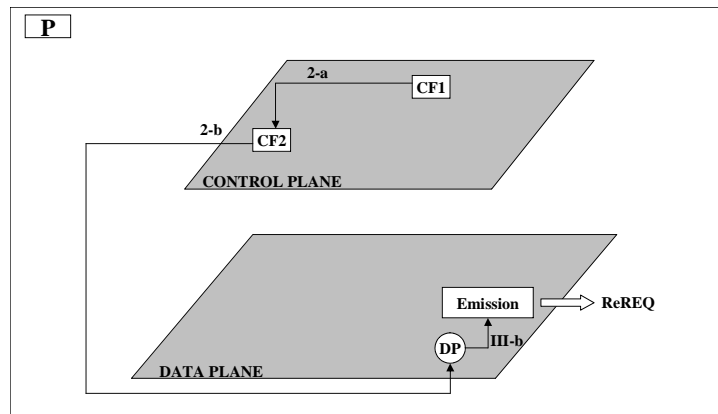 P
2-a
CF1
2-b
CF2
CONTROL PLANE
Emission
ReREQ
DP
III-b
DATA PLANE